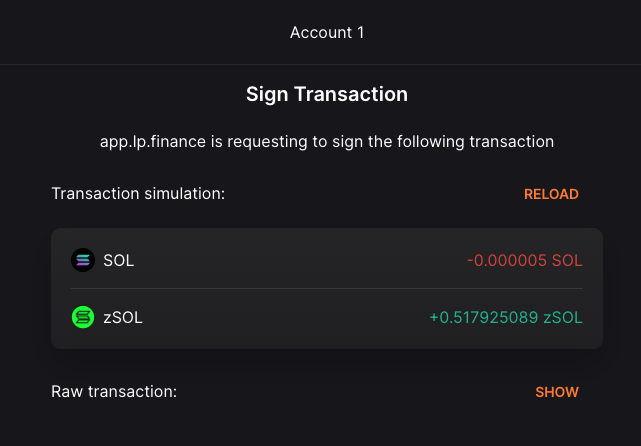 Account 1
Sign Transaction
app.lp.finance is requesting to sign the following transaction
Transaction simulation: RELOAD
SOL -0.000005 SOL
zSOL +0.517925089 zSOL
Raw transaction: SHOW